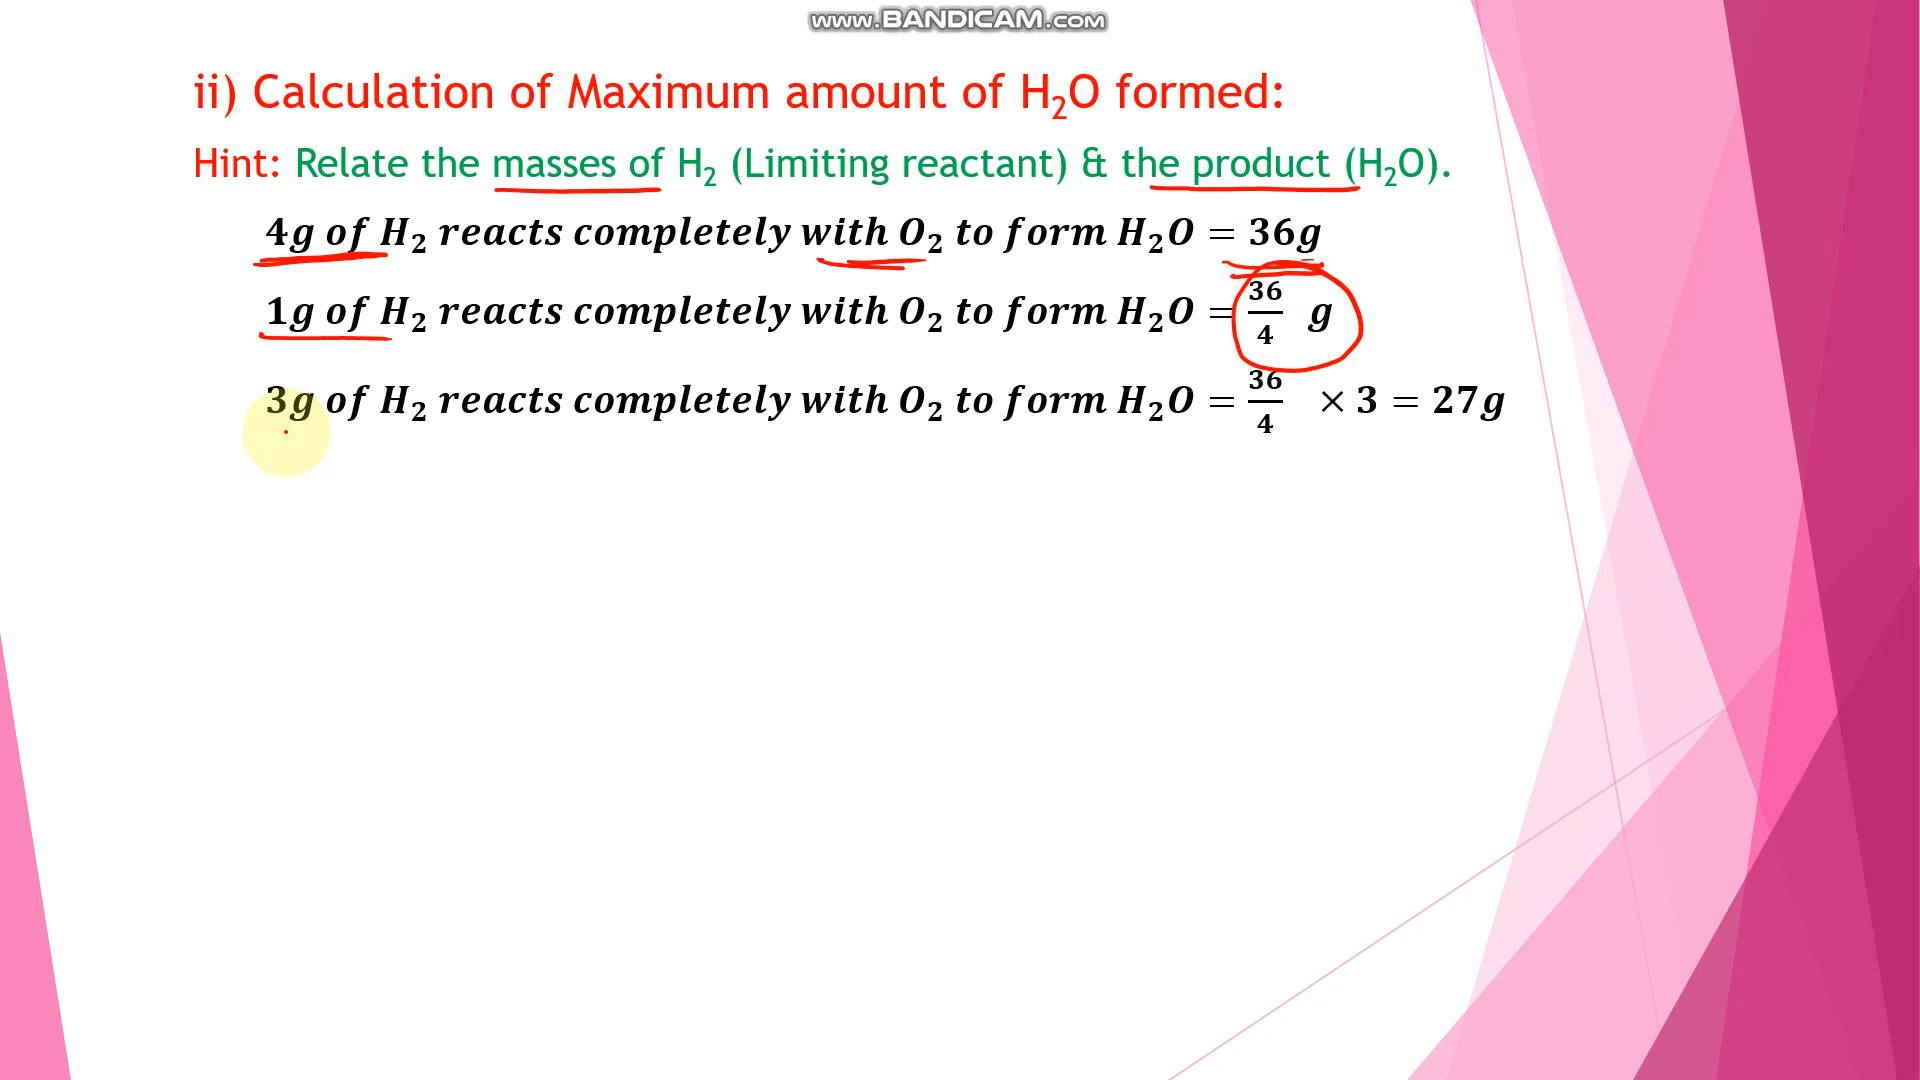 www.BANDICAM.com
ii) Calculation of Maximum amount of H₂O formed:
Hint: Relate the masses of H₂ (Limiting reactant) & the product (H₂O).
4g of H₂ reacts completely with O₂ to form H₂O = 36g
1g of H₂ reacts completely with O₂ to form H₂O = 36/4 g
3g of H₂ reacts completely with O₂ to form H₂O = 36/4 × 3 = 27g